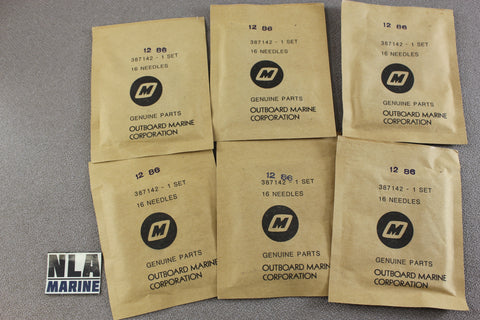 12 86
387142 - 1 SET
16 NEEDLES
M
GENUINE PARTS
OUTBOARD MARINE
CORPORATION
12 86
387142 - 1 SET
16 NEEDLES
M
GENUINE PARTS
OUTBOARD MARINE
CORPORATION
12 86
387142 - 1 SET
16 NEEDLES
M
GENUINE PARTS
OUTBOARD MARINE
CORPORATION
12 86
387142 - 1 SET
16 NEEDLES
M
GENUINE PARTS
OUTBOARD MARINE
CORPORATION
12 86
387142 - 1 SET
16 NEEDLES
M
GENUINE PARTS
OUTBOARD MARINE
CORPORATION
12 86
387142 - 1 SET
16 NEEDLES
M
GENUINE PARTS
OUTBOARD MARINE
CORPORATION
NLA
MARINE